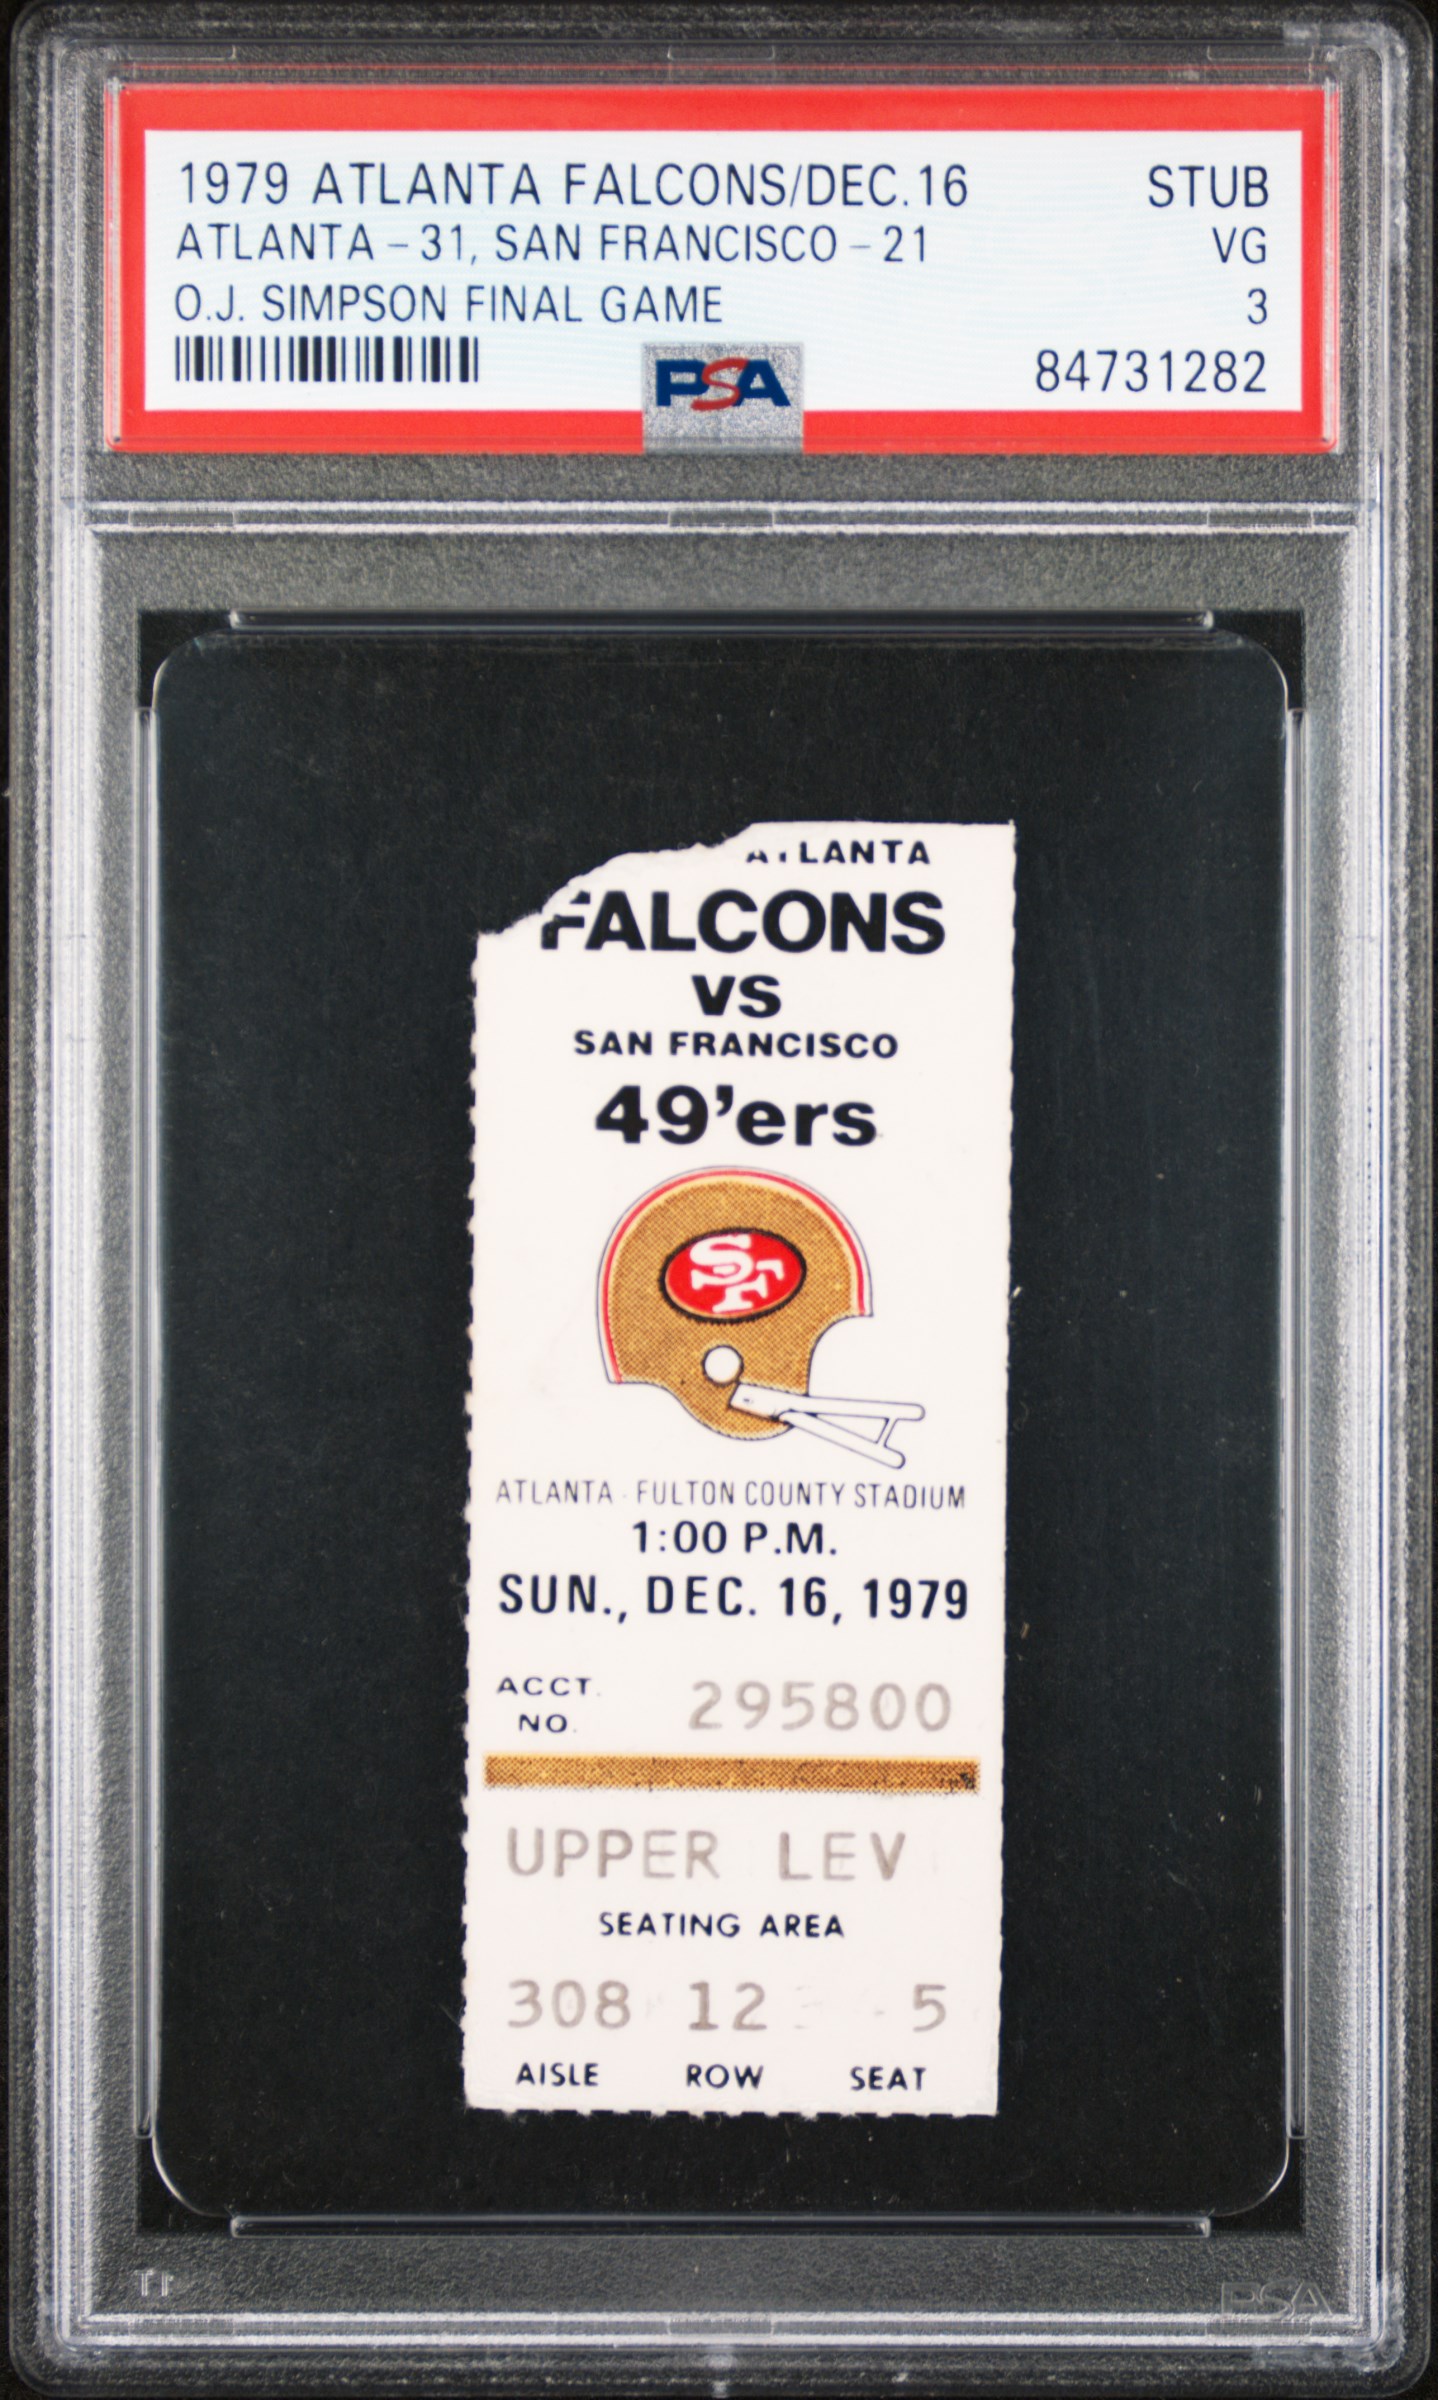 1979 ATLANTA FALCONS/DEC.16 STUB
ATLANTA - 31, SAN FRANCISCO - 21 VG
O.J. SIMPSON FINAL GAME 3
PSA 84731282
ATLANTA
FALCONS
VS
SAN FRANCISCO
49'ers
SF
ATLANTA - FULTON COUNTY STADIUM
1:00 P.M.
SUN., DEC. 16, 1979
ACCT. 295800
NO.
UPPER LEV
SEATING AREA
308 12 5
AISLE ROW SEAT
PSA